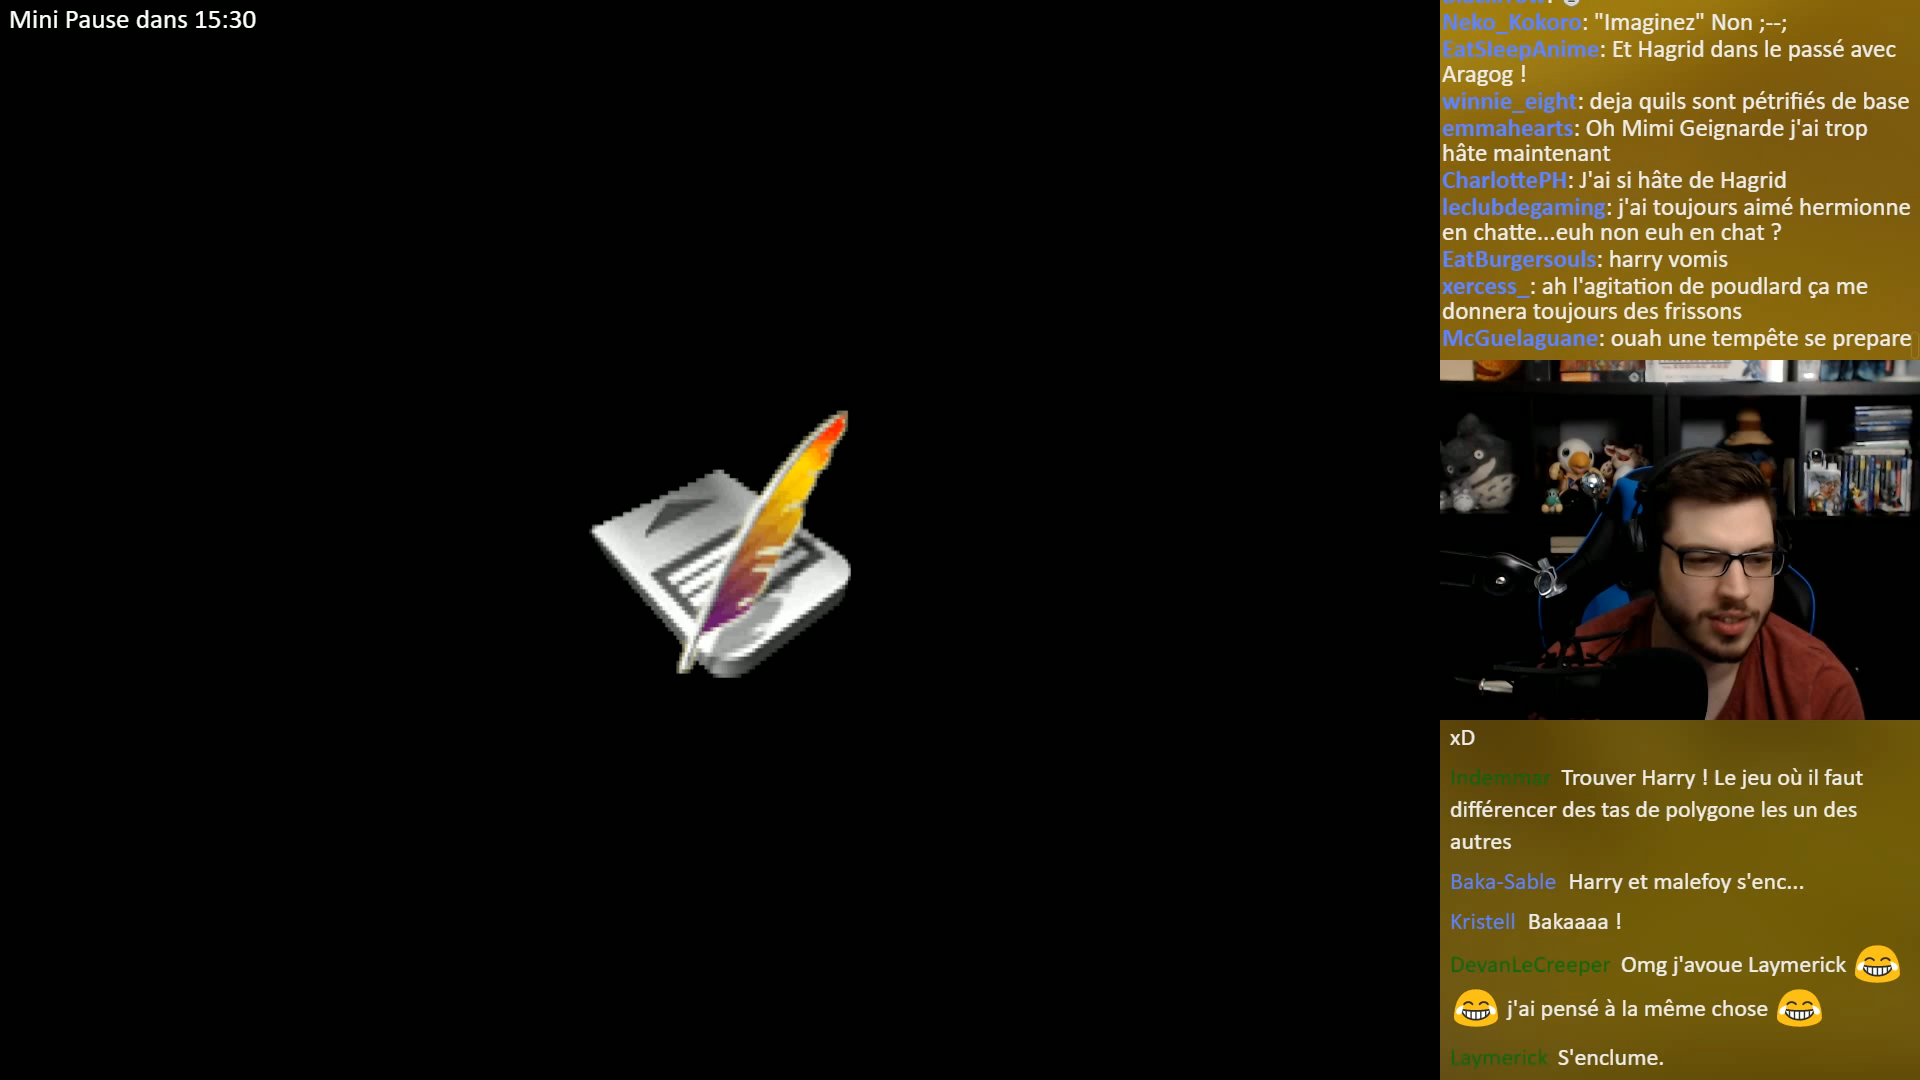 Mini Pause dans 15:30
Neko_Kokoro: "Imaginez" Non ;--;
EatSleepAnime: Et Hagrid dans le passé avec
Aragog !
winnie_eight: deja quils sont pétrifiés de base
emmahearts: Oh Mimi Geignarde j'ai trop
hâte maintenant
CharlottePH: J'ai si hâte de Hagrid
leclubdegaming: j'ai toujours aimé hermionne
en chatte...euh non euh en chat ?
EatBurgersouls: harry vomis
xercess_: ah l'agitation de poudlard ça me
donnera toujours des frissons
McGuelaguane: ouah une tempête se prepare
xD
Indemmar Trouver Harry ! Le jeu où il faut
différencer des tas de polygone les un des
autres
Baka-Sable Harry et malefoy s'enc...
Kristell Bakaaaa !
DevanLeCreeper Omg j'avoue Laymerick 😂
😂 j'ai pensé à la même chose 😂
Laymerick S'enclume.